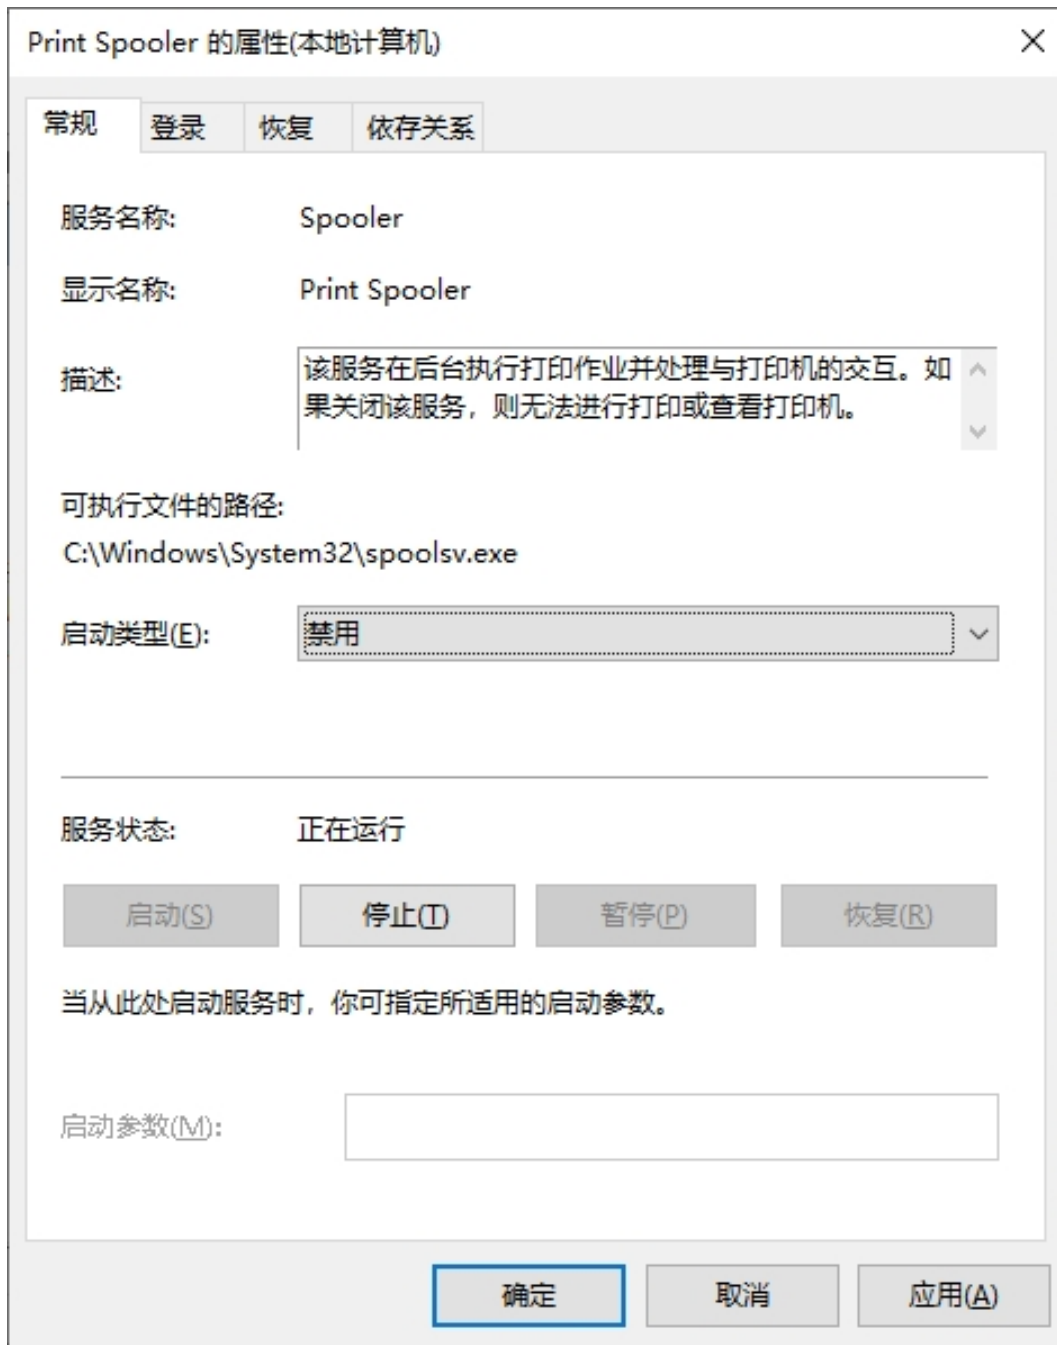 Print Spooler 的属性(本地计算机)
常规 登录 恢复 依存关系
服务名称: Spooler
显示名称: Print Spooler
描述: 该服务在后台执行打印作业并处理与打印机的交互。如
果关闭该服务，则无法进行打印或查看打印机。
可执行文件的路径:
C:\Windows\System32\spoolsv.exe
启动类型(E): 禁用
服务状态: 正在运行
启动(S) 停止(T) 暂停(P) 恢复(R)
当从此处启动服务时，你可指定所适用的启动参数。
启动参数(M):
确定 取消 应用(A)